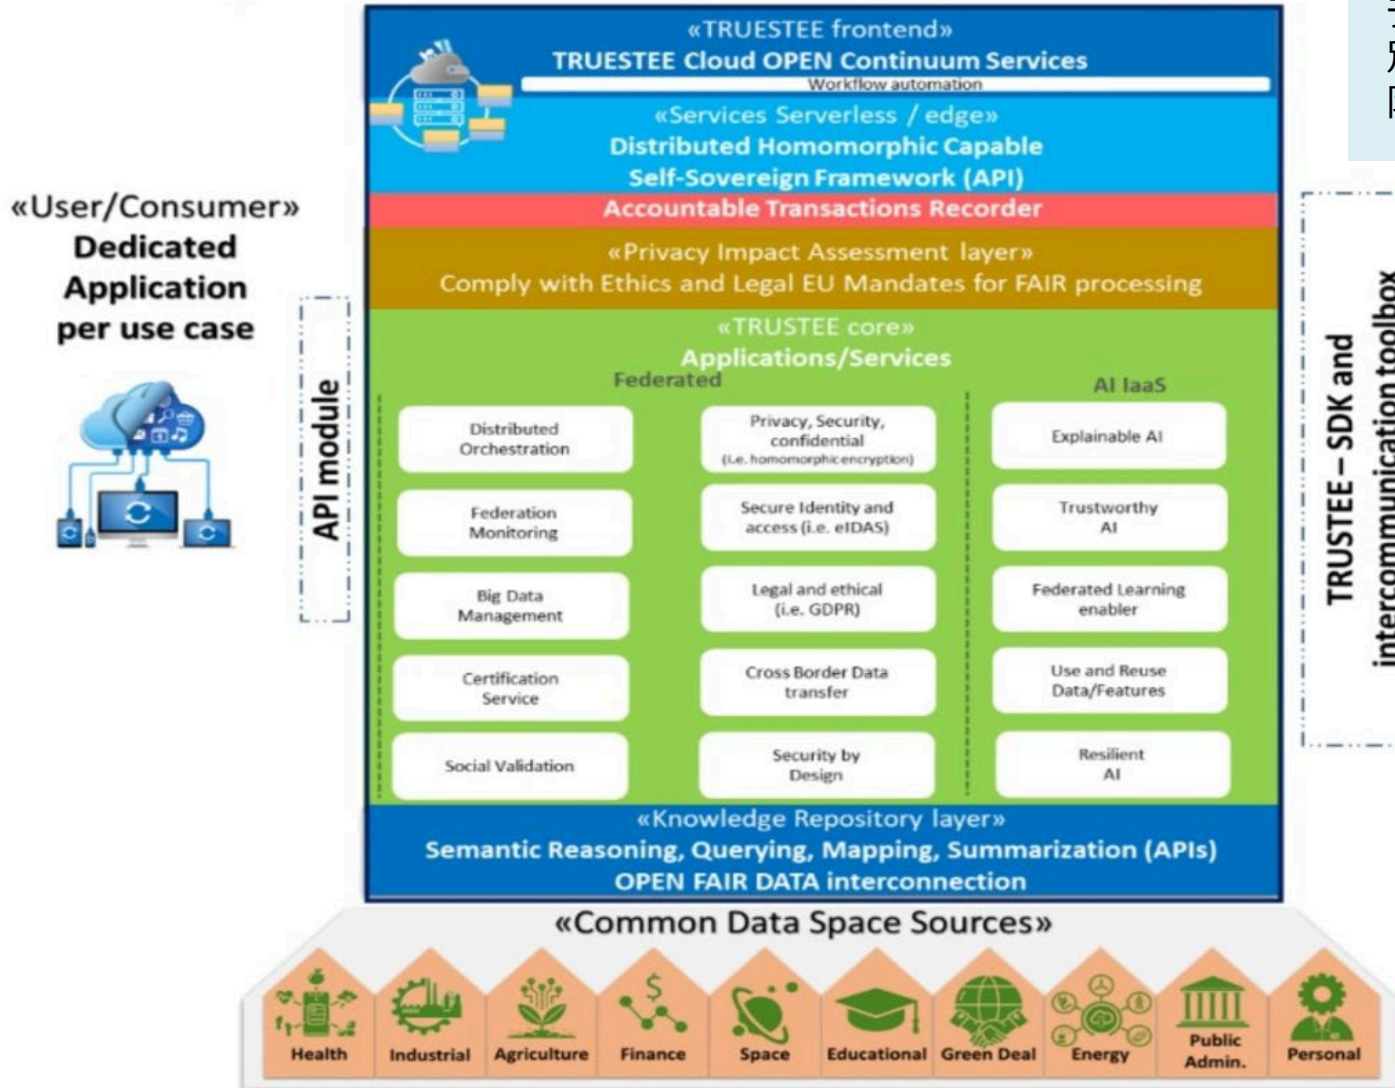 «TRUESTEE frontend»
TRUESTEE Cloud OPEN Continuum Services
Workflow automation
«Services Serverless / edge»
Distributed Homomorphic Capable
Self-Sovereign Framework (API)
Accountable Transactions Recorder
«Privacy Impact Assessment layer»
Comply with Ethics and Legal EU Mandates for FAIR processing
«User/Consumer»
Dedicated
Application
per use case
API module
«TRUSTEE core»
Applications/Services
Federated
AI IaaS
Distributed
Orchestration
Privacy, Security,
confidential
(i.e. homomorphic encryption)
Explainable AI
Federation
Monitoring
Secure Identity and
access (i.e. eIDAS)
Trustworthy
AI
Big Data
Management
Legal and ethical
(i.e. GDPR)
Federated Learning
enabler
Certification
Service
Cross Border Data
transfer
Use and Reuse
Data/Features
Social Validation
Security by
Design
Resilient
AI
TRUSTEE – SDK and
intercommunication toolbox
«Knowledge Repository layer»
Semantic Reasoning, Querying, Mapping, Summarization (APIs)
OPEN FAIR DATA interconnection
«Common Data Space Sources»
Health
Industrial
Agriculture
Finance
Space
Educational
Green Deal
Energy
Public
Admin.
Personal